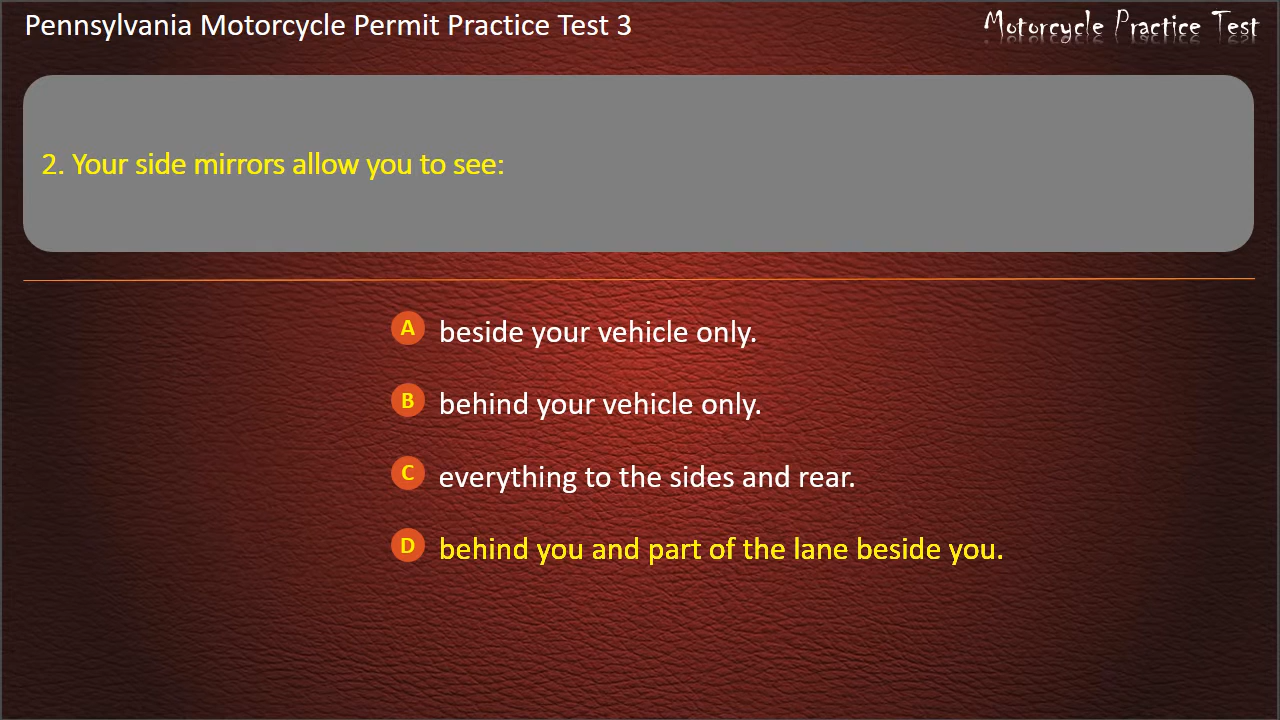 Pennsylvania Motorcycle Permit Practice Test 3
Motorcycle Practice Test
2. Your side mirrors allow you to see:
A beside your vehicle only.
B behind your vehicle only.
C everything to the sides and rear.
D behind you and part of the lane beside you.